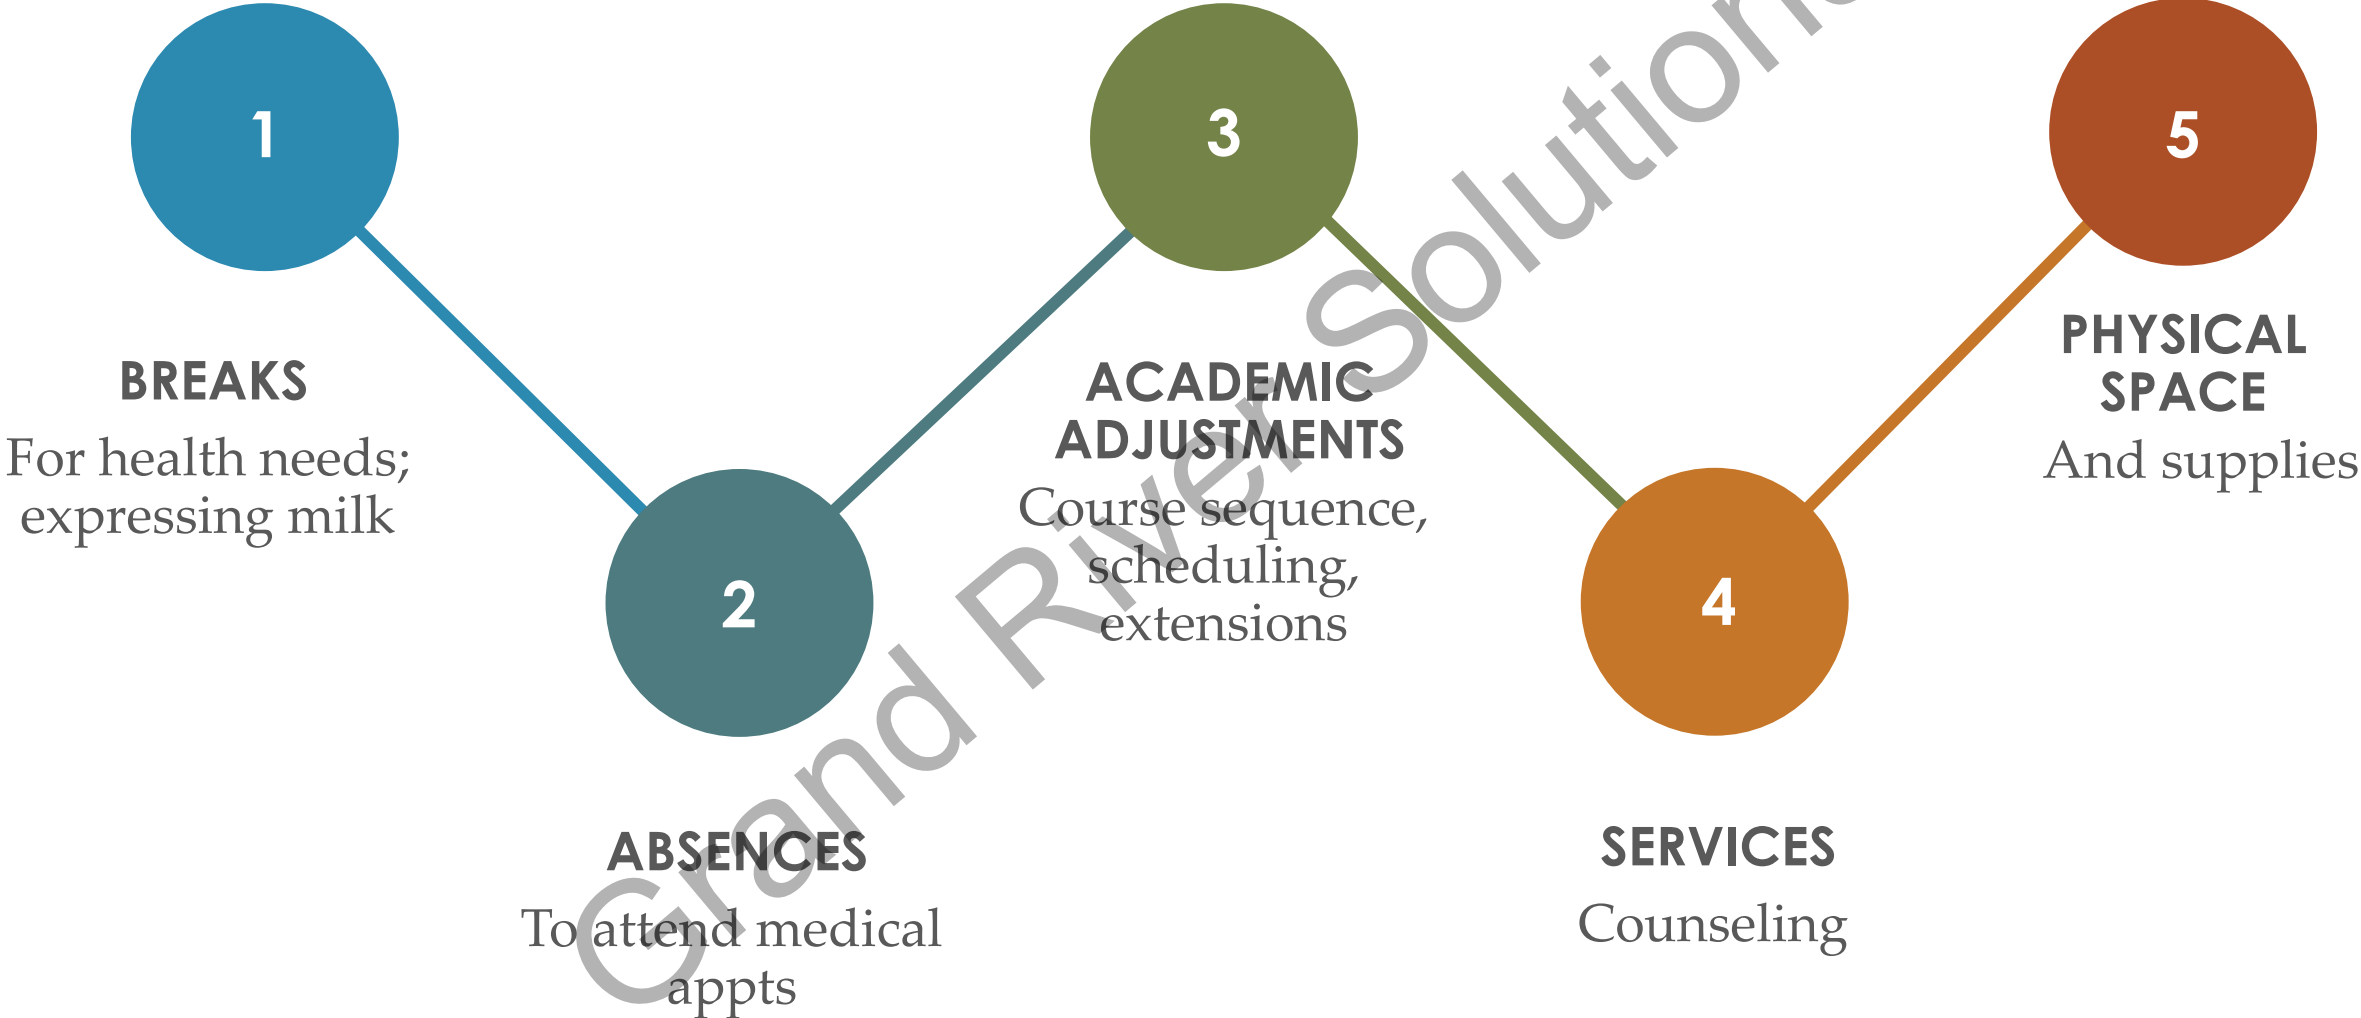 1
BREAKS
For health needs;
expressing milk
2
ABSENCES
To attend medical
appts
3
ACADEMIC
ADJUSTMENTS
Course sequence,
scheduling,
extensions
4
SERVICES
Counseling
5
PHYSICAL
SPACE
And supplies
Grand River Solution